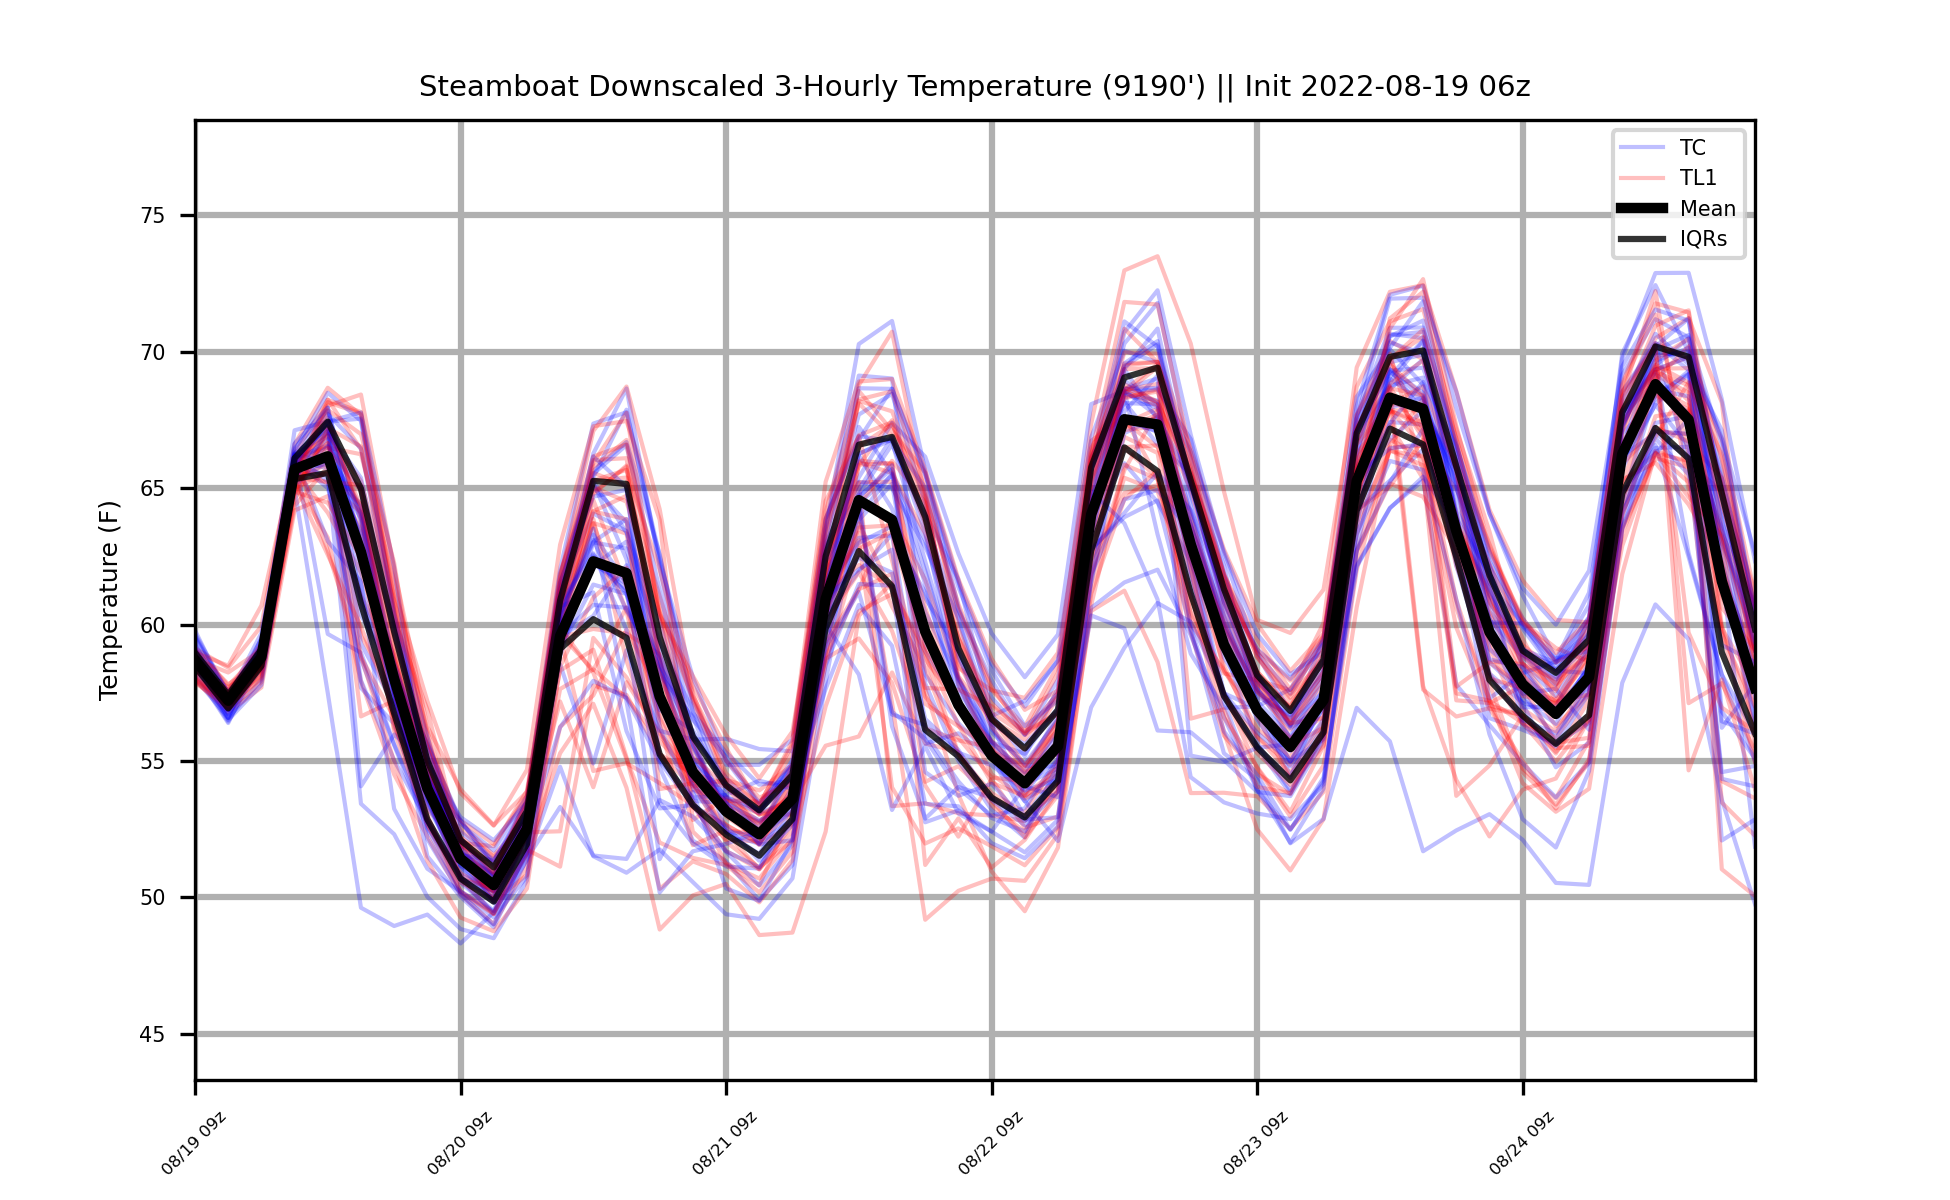 Steamboat Downscaled 3-Hourly Temperature (9190') || Init 2022-08-19 06z
TC
TL1
Mean
IQRs
Temperature (F)
75
70
65
60
55
50
45
08/19 09z
08/20 09z
08/21 09z
08/22 09z
08/23 09z
08/24 09z